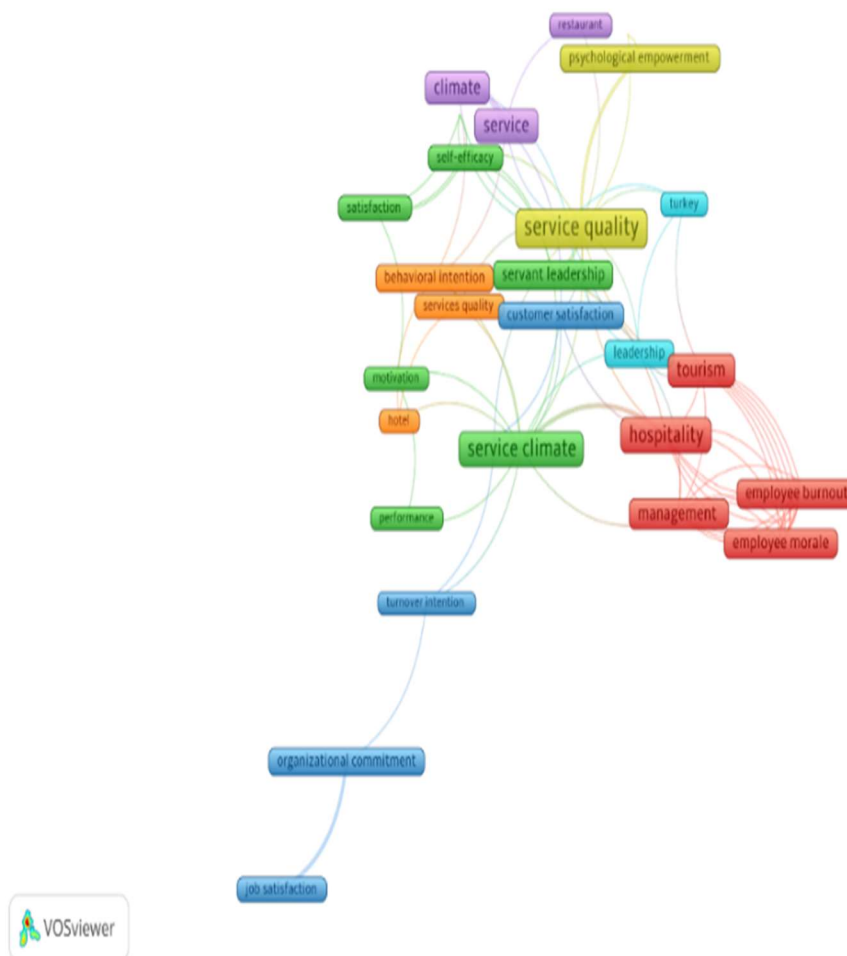 restaurant
psychological empowerment
climate
service
self-efficacy
satisfaction
turkey
service quality
behavioral intention
servant leadership
services quality
customer satisfaction
leadership
tourism
motivation
hotel
hospitality
service climate
employee burnout
management
performance
employee morale
turnover intention
organizational commitment
job satisfaction
VOSviewer